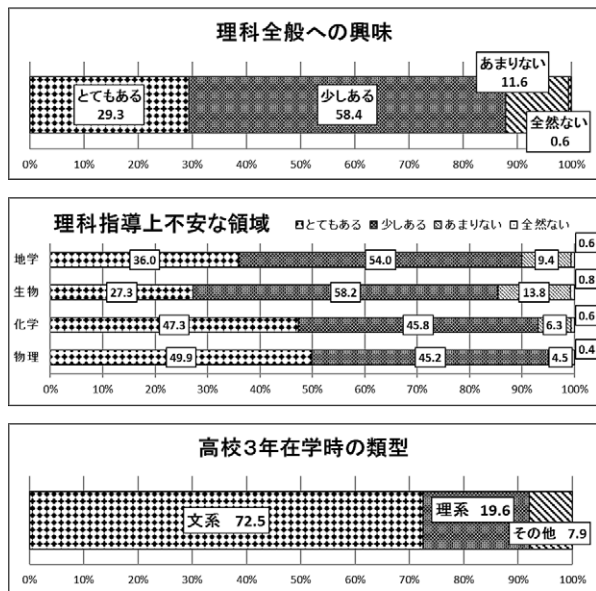 理科全般への興味
とてもある
29.3
少しある
58.4
あまりない
11.6
全然ない
0.6
0% 10% 20% 30% 40% 50% 60% 70% 80% 90% 100%
理科指導上不安な領域 とてもある 少しある あまりない 全然ない
地学 36.0 54.0 9.4 0.6
生物 27.3 58.2 13.8 0.8
化学 47.3 45.8 6.3 0.6
物理 49.9 45.2 4.5 0.4
0% 10% 20% 30% 40% 50% 60% 70% 80% 90% 100%
高校3年在学時の類型
文系 72.5
理系 19.6
その他 7.9
0% 10% 20% 30% 40% 50% 60% 70% 80% 90% 100%